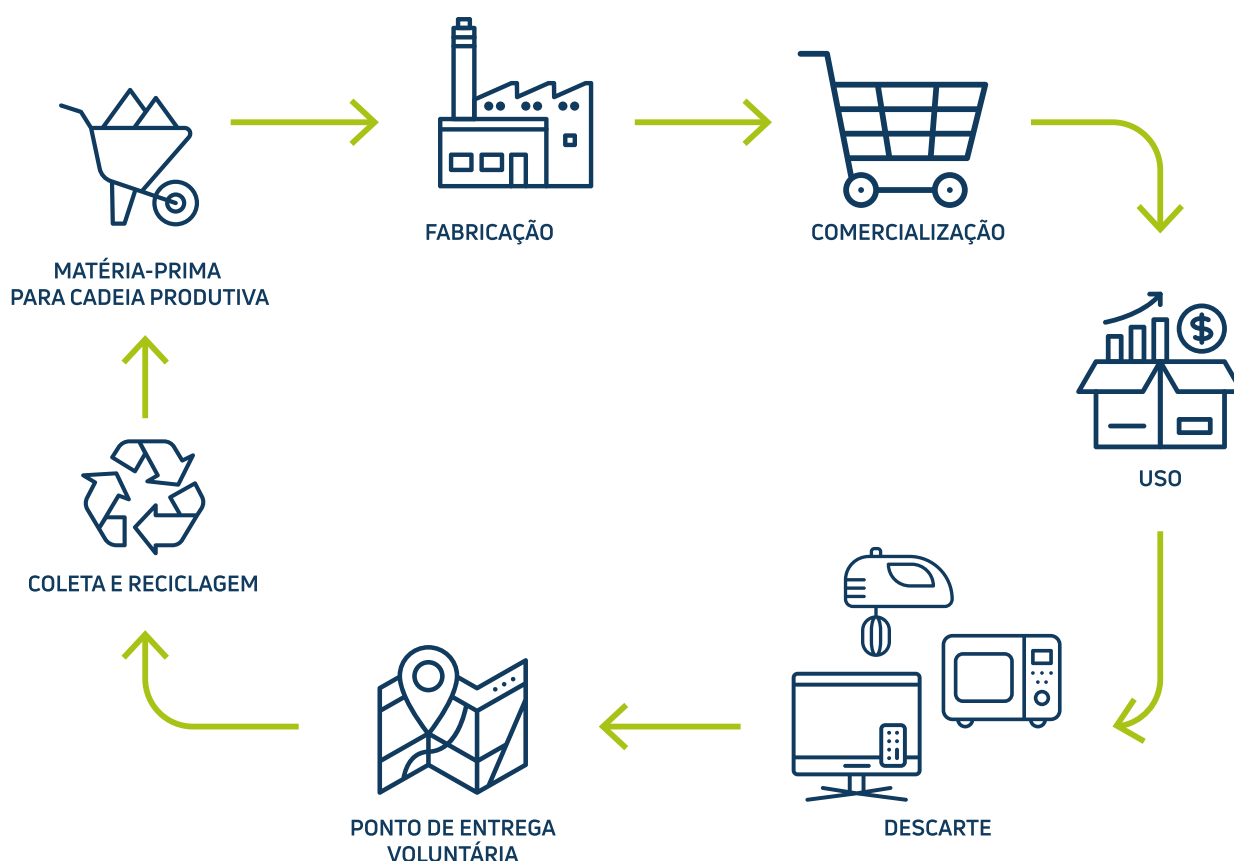 FABRICAÇÃO
COMERCIALIZAÇÃO
MATÉRIA-PRIMA
PARA CADEIA PRODUTIVA
$
USO
COLETA E RECICLAGEM
PONTO DE ENTREGA
VOLUNTÁRIA
DESCARTE